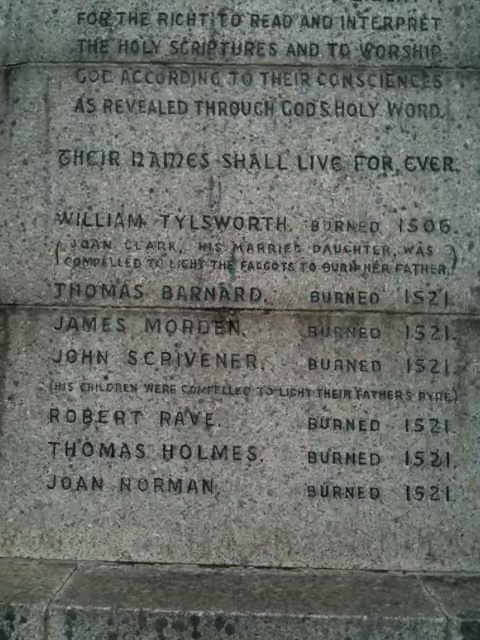 FOR THE RIGHT TO READ AND INTERPRET
THE HOLY SCRIPTURES AND TO WORSHIP
GOD ACCORDING TO THEIR CONSCIENCES
AS REVEALED THROUGH GOD'S HOLY WORD.
THEIR NAMES SHALL LIVE FOR EVER.
WILLIAM TYLSWORTH. BURNED 1506.
(JOAN CLARK, HIS MARRIED DAUGHTER, WAS
COMPELLED TO LIGHT THE FAGGOTS TO BURN HER FATHER.)
THOMAS BARNARD. BURNED 1521.
JAMES MORDEN. BURNED 1521.
JOHN SCRIVENER. BURNED 1521.
(HIS CHILDREN WERE COMPELLED TO LIGHT THEIR FATHERS PYRE)
ROBERT RAVE. BURNED 1521.
THOMAS HOLMES. BURNED 1521.
JOAN NORMAN. BURNED 1521.